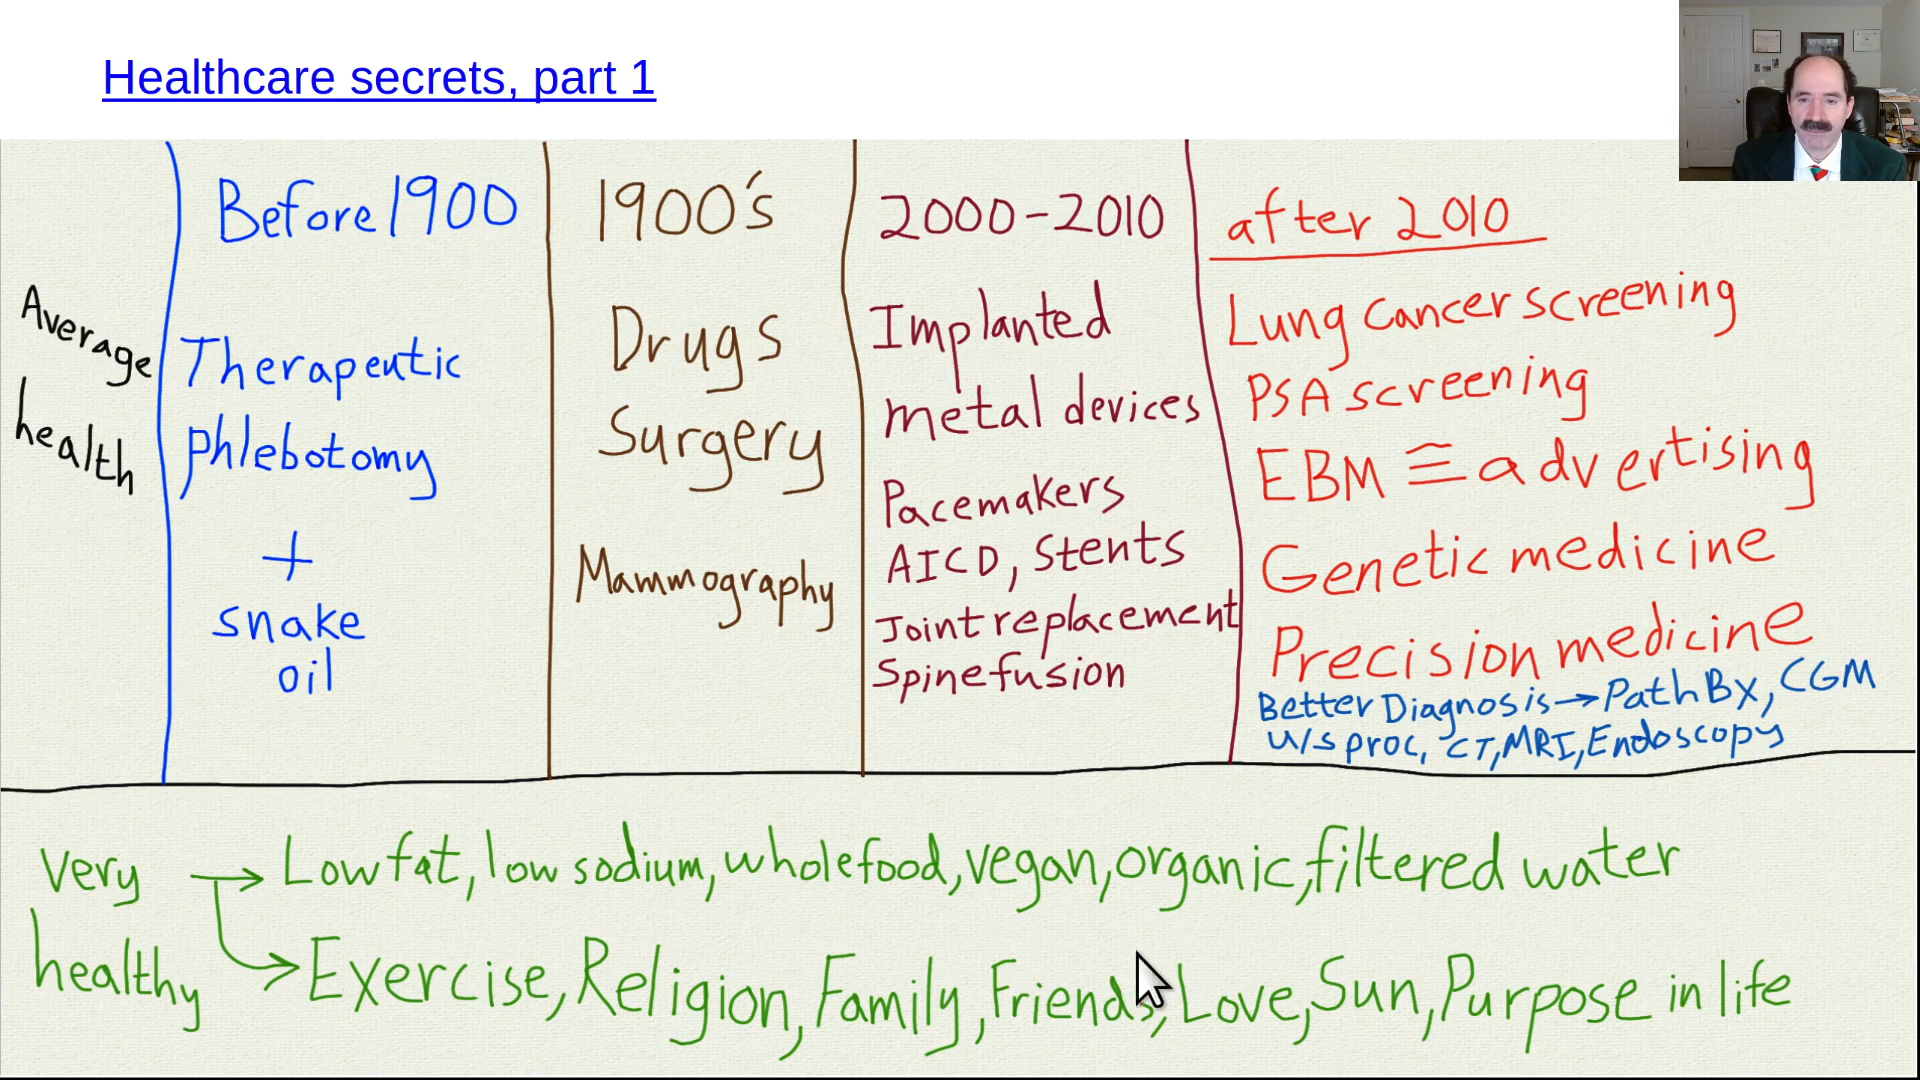 Healthcare secrets, part 1
Average
health
Before 1900
Therapeutic
phlebotomy
+
snake
oil
1900's
Drugs
Surgery
Mammography
2000-2010
Implanted
metal devices
Pacemakers
AICD, Stents
Joint replacement
Spine fusion
after 2010
Lung cancer screening
PSA screening
EBM ≅ advertising
Genetic medicine
Precision medicine
Better Diagnosis → Path Bx, CGM
U/S proc, CT, MRI, Endoscopy
Very
healthy
→ Low fat, low sodium, whole food, vegan, organic, filtered water
→ Exercise, Religion, Family, Friends, Love, Sun, Purpose in life